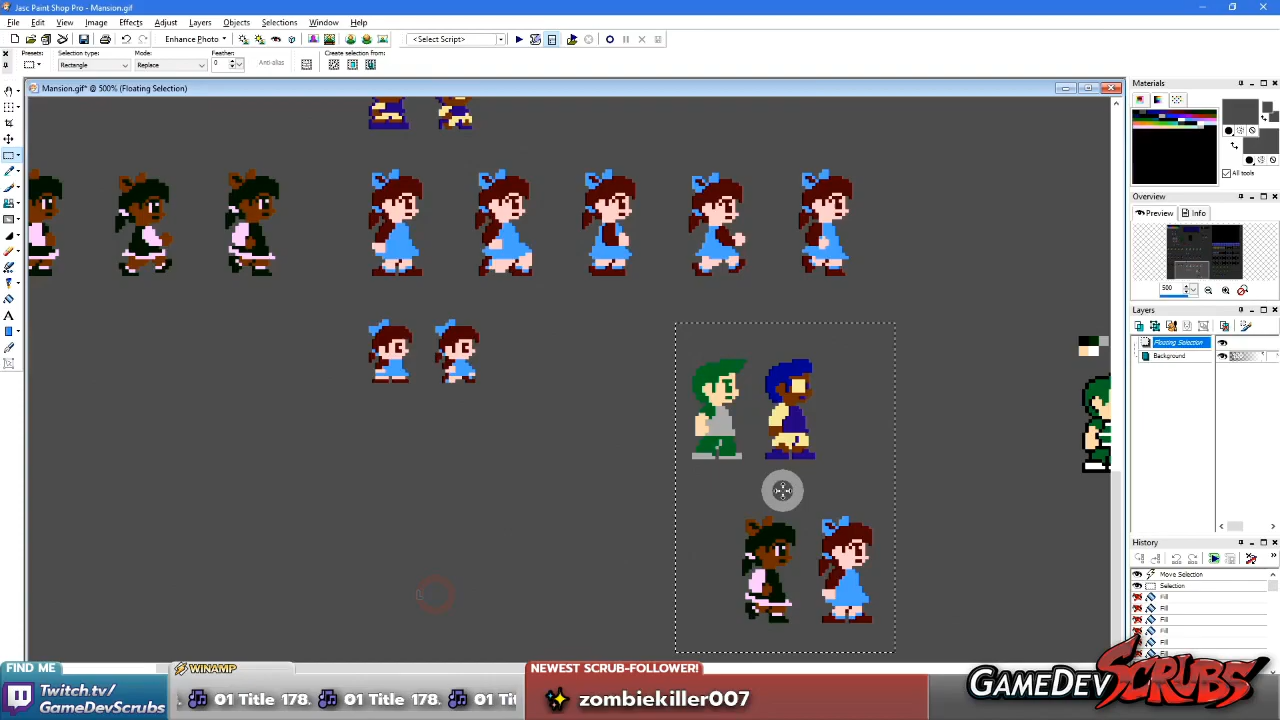 Jasc Paint Shop Pro - Mansion.gif
File Edit View Image Effects Adjust Layers Objects Selections Window Help
Enhance Photo <Select Script>
Presets: Selection type: Mode: Feather: Create selection from:
Rectangle Replace 0 Anti-alias
Mansion.gif* @ 500% (Floating Selection)
Materials
All tools
Overview
Preview Info
500
Layers
Floating Selection
Background
History
Move Selection
Selection
Fill
Fill
Fill
Fill
Fill
Fill
FIND ME
Twitch.tv/
GameDevScrubs
WINAMP
01 Title 178. 01 Title 178. 01 Ti
NEWEST SCRUB-FOLLOWER!
zombiekiller007
GAMEDEV SCRUBS